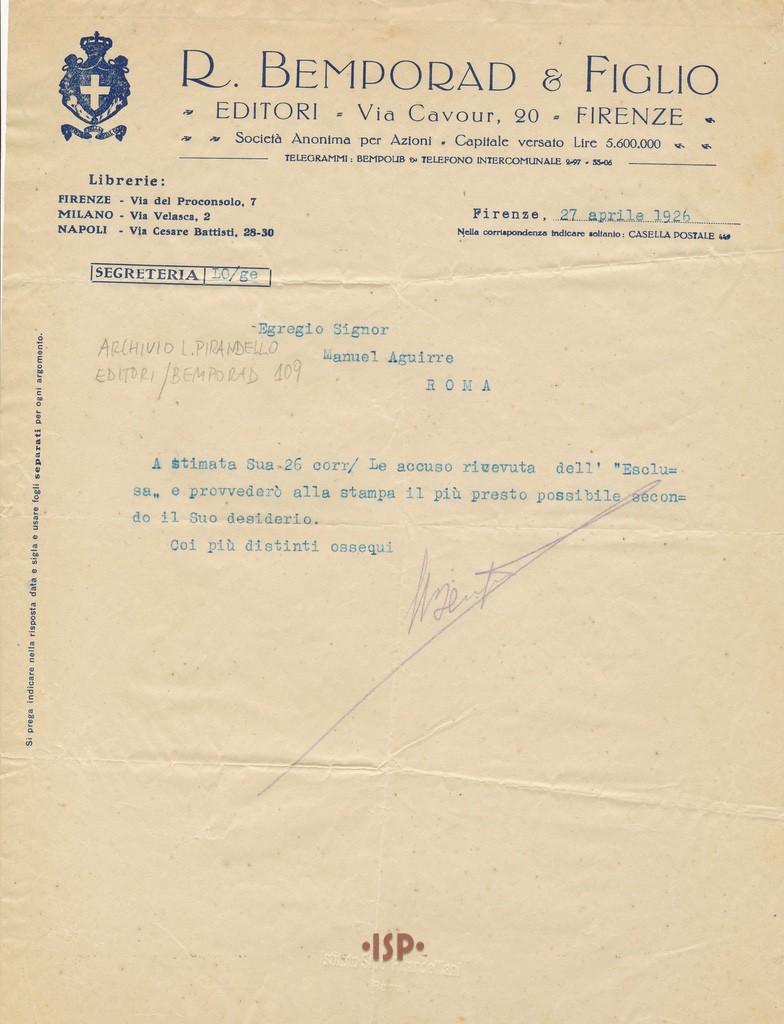 R. BEMPORAD & FIGLIO
EDITORI - Via Cavour, 20 - FIRENZE
Società Anonima per Azioni - Capitale versato Lire 5.600.000
TELEGRAMMI: BEMPOLIB TELEFONO INTERCOMUNALE 2-97 - 35-06
Librerie:
FIRENZE - Via del Proconsolo, 7
MILANO - Via Velasca, 2
NAPOLI - Via Cesare Battisti, 28-30
Firenze, 27 aprile 1926
Nella corrispondenza indicare soltanto: CASELLA POSTALE
SEGRETERIA LO/ge
Egregio Signor
Manuel Aguirre
ROMA
ARCHIVIO L. PIRANDELLO
EDITORI/BEMPORAD 109
A stimata Sua 26 corr/ Le accuso ricevuta dell' "Esclu=
sa„ e provvederò alla stampa il più presto possibile secon=
do il Suo desiderio.
Coi più distinti ossequi
Si prega indicare nella risposta data e sigla e usare fogli separati per ogni argomento.
•ISP•